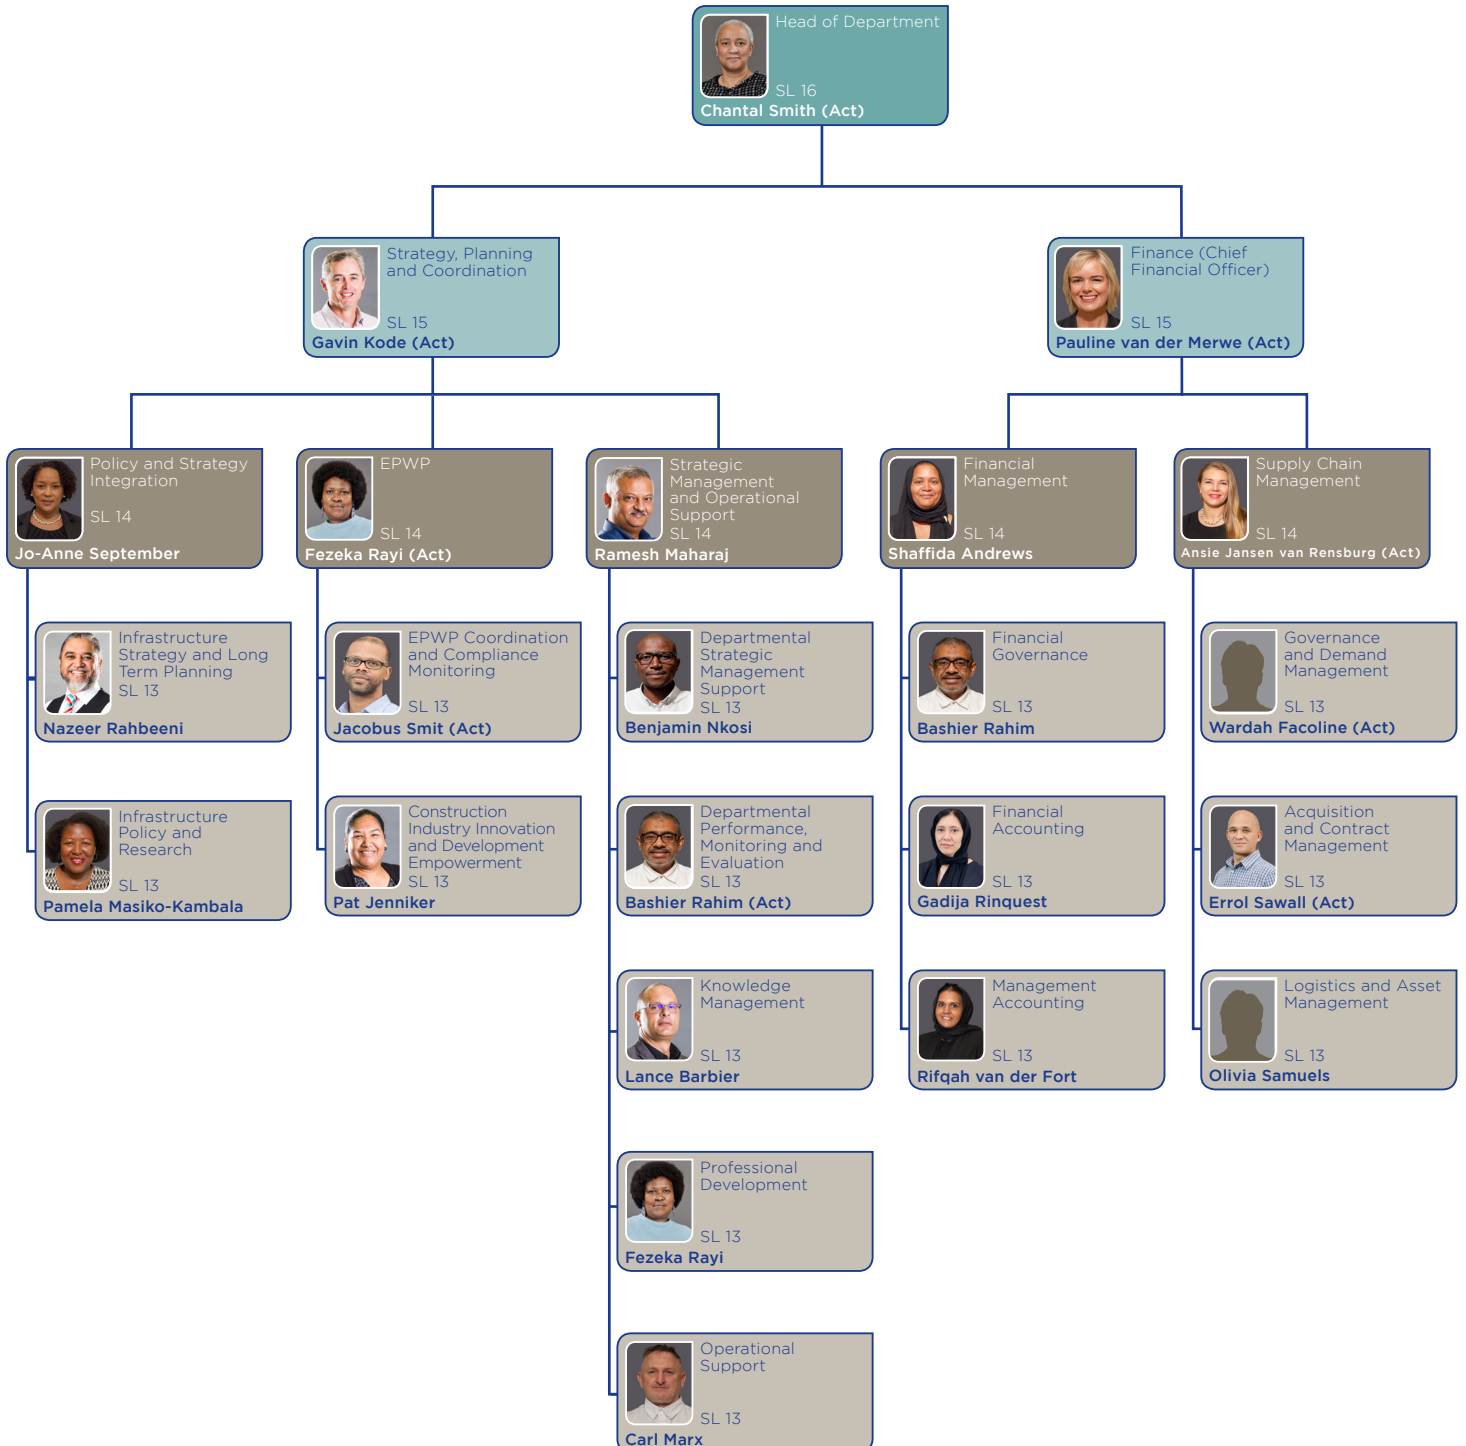 Head of Department
SL 16
Chantal Smith (Act)
Strategy, Planning
and Coordination
SL 15
Gavin Kode (Act)
Finance (Chief
Financial Officer)
SL 15
Pauline van der Merwe (Act)
Policy and Strategy
Integration
SL 14
Jo-Anne September
EPWP
SL 14
Fezeka Rayi (Act)
Strategic
Management
and Operational
Support
SL 14
Ramesh Maharaj
Financial
Management
SL 14
Shaffida Andrews
Supply Chain
Management
SL 14
Ansie Jansen van Rensburg (Act)
Infrastructure
Strategy and Long
Term Planning
SL 13
Nazeer Rahbeeni
EPWP Coordination
and Compliance
Monitoring
SL 13
Jacobus Smit (Act)
Departmental
Strategic
Management
Support
SL 13
Benjamin Nkosi
Financial
Governance
SL 13
Bashier Rahim
Governance
and Demand
Management
SL 13
Wardah Facoline (Act)
Infrastructure
Policy and
Research
SL 13
Pamela Masiko-Kambala
Construction
Industry Innovation
and Development
Empowerment
SL 13
Pat Jenniker
Departmental
Performance,
Monitoring and
Evaluation
SL 13
Bashier Rahim (Act)
Financial
Accounting
SL 13
Gadija Rinquest
Acquisition
and Contract
Management
SL 13
Errol Sawall (Act)
Knowledge
Management
SL 13
Lance Barbier
Management
Accounting
SL 13
Rifqah van der Fort
Logistics and Asset
Management
SL 13
Olivia Samuels
Professional
Development
SL 13
Fezeka Rayi
Operational
Support
SL 13
Carl Marx